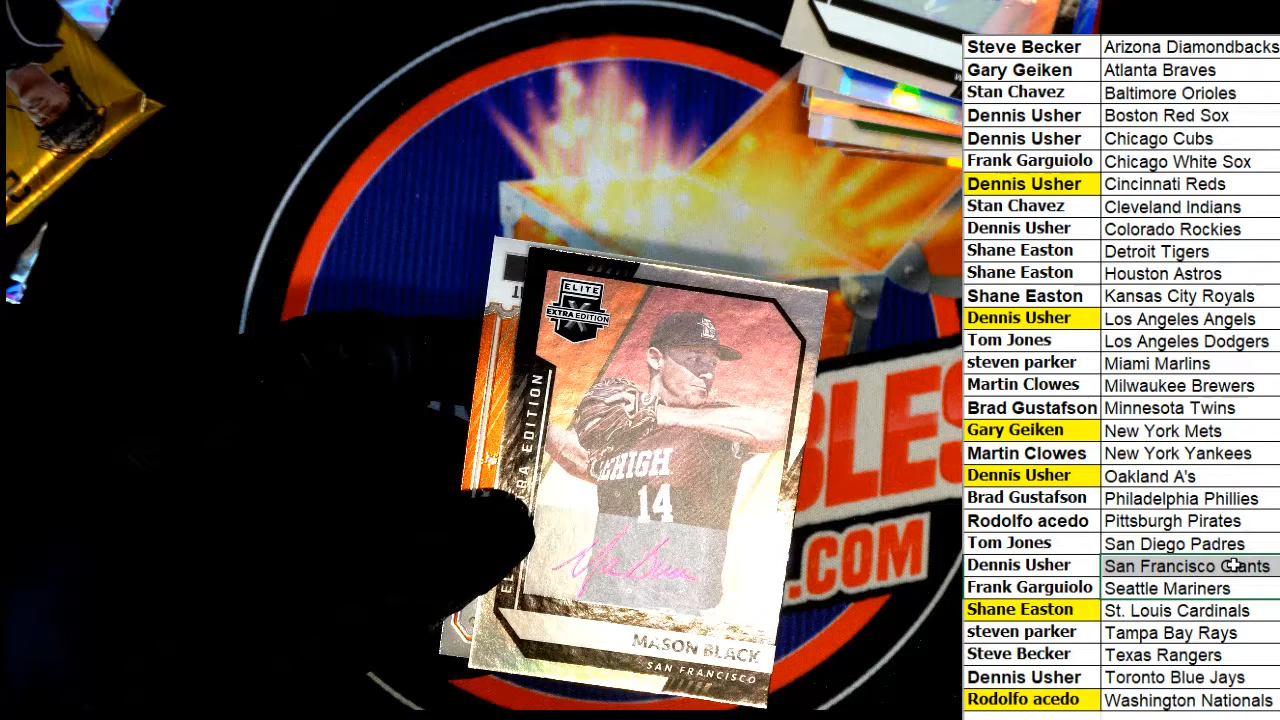 ELITE
EXTRA EDITION
X
EXTRA EDITION
LEHIGH
14
MASON BLACK
SAN FRANCISCO
BLES
.COM
Steve Becker Arizona Diamondbacks
Gary Geiken Atlanta Braves
Stan Chavez Baltimore Orioles
Dennis Usher Boston Red Sox
Dennis Usher Chicago Cubs
Frank Garguiolo Chicago White Sox
Dennis Usher Cincinnati Reds
Stan Chavez Cleveland Indians
Dennis Usher Colorado Rockies
Shane Easton Detroit Tigers
Shane Easton Houston Astros
Shane Easton Kansas City Royals
Dennis Usher Los Angeles Angels
Tom Jones Los Angeles Dodgers
steven parker Miami Marlins
Martin Clowes Milwaukee Brewers
Brad Gustafson Minnesota Twins
Gary Geiken New York Mets
Martin Clowes New York Yankees
Dennis Usher Oakland A's
Brad Gustafson Philadelphia Phillies
Rodolfo acedo Pittsburgh Pirates
Tom Jones San Diego Padres
Dennis Usher San Francisco Giants
Frank Garguiolo Seattle Mariners
Shane Easton St. Louis Cardinals
steven parker Tampa Bay Rays
Steve Becker Texas Rangers
Dennis Usher Toronto Blue Jays
Rodolfo acedo Washington Nationals